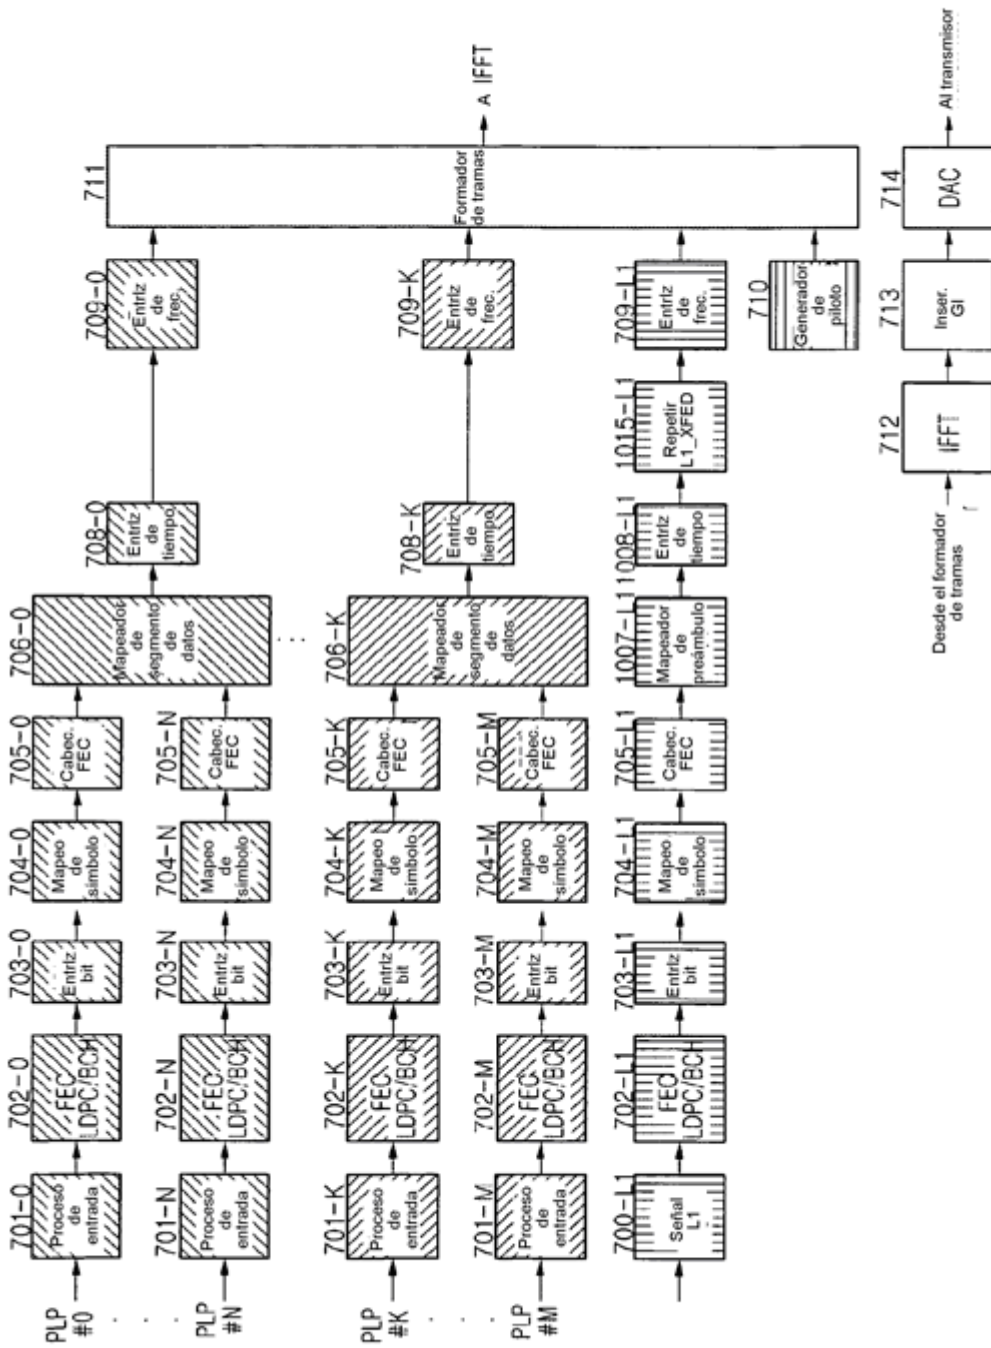 PLP
#0
701-0
Proceso
de
entrada
702-0
FEC
LDPC/BCH
703-0
Entrlz
bit
704-0
Mapeo
de
símbolo
705-0
Cabec.
FEC
706-0
Mapeador
de
segmento
de
datos
708-0
Entrlz
de
tiempo
709-0
Entrlz
de
frec.
711
Formador
de tramas
A IFFT
PLP
#N
701-N
Proceso
de
entrada
702-N
FEC
LDPC/BCH
703-N
Entrlz
bit
704-N
Mapeo
de
símbolo
705-N
Cabec.
FEC
PLP
#K
701-K
Proceso
de
entrada
702-K
FEC
LDPC/BCH
703-K
Entrlz
bit
704-K
Mapeo
de
símbolo
705-K
Cabec.
FEC
706-K
Mapeador
de
segmento
de
datos
708-K
Entrlz
de
tiempo
709-K
Entrlz
de
frec.
PLP
#M
701-M
Proceso
de
entrada
702-M
FEC
LDPC/BCH
703-M
Entrlz
bit
704-M
Mapeo
de
símbolo
705-M
Cabec.
FEC
700-L1
Señal
L1
702-L1
FEC
LDPC/BCH
703-L1
Entrlz
bit
704-L1
Mapeo
de
símbolo
705-L1
Cabec.
FEC
1007-L1
Mapeador
de
preámbulo
1008-L1
Entrlz
de
tiempo
1015-L1
Repetir
L1_XFED
709-L1
Entrlz
de
frec.
710
Generador
de
piloto
Desde el formador
de tramas
712
IFFT
713
Inser.
GI
714
DAC
Al transmisor